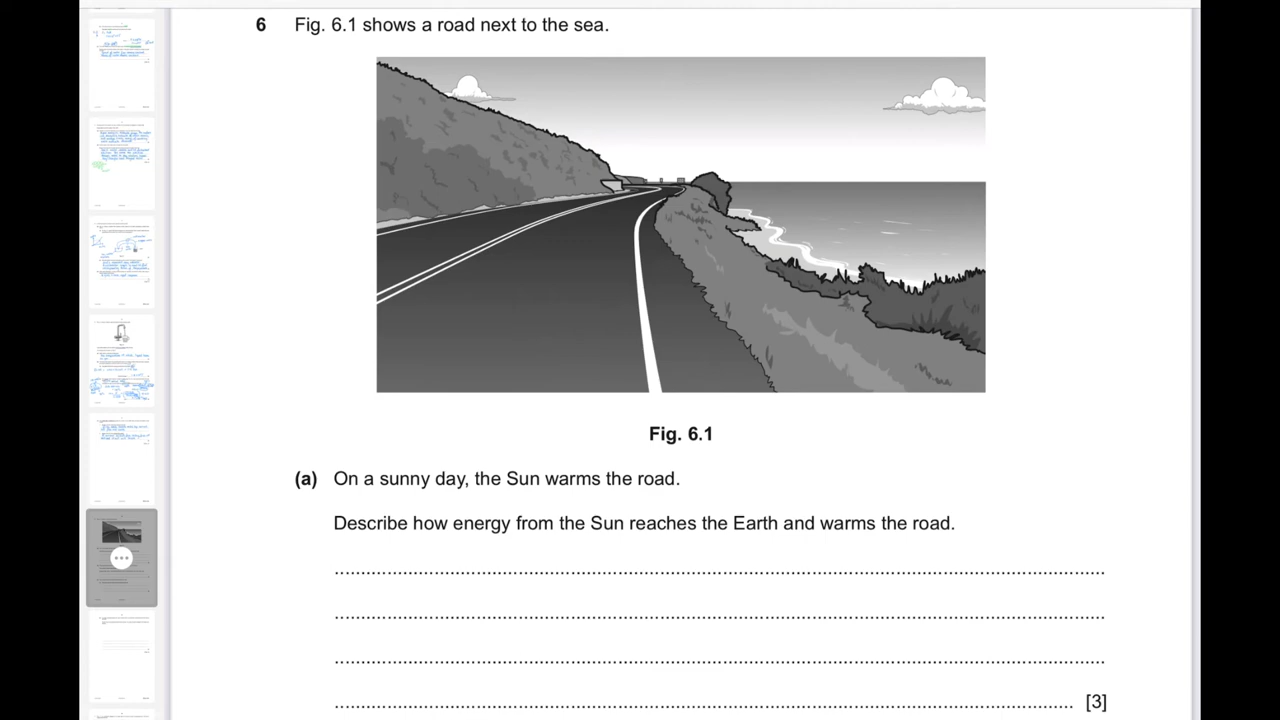 6 Fig. 6.1 shows a road next to the sea.
Fig. 6.1
(a) On a sunny day, the Sun warms the road.
Describe how energy from the Sun reaches the Earth and warms the road.
[3]